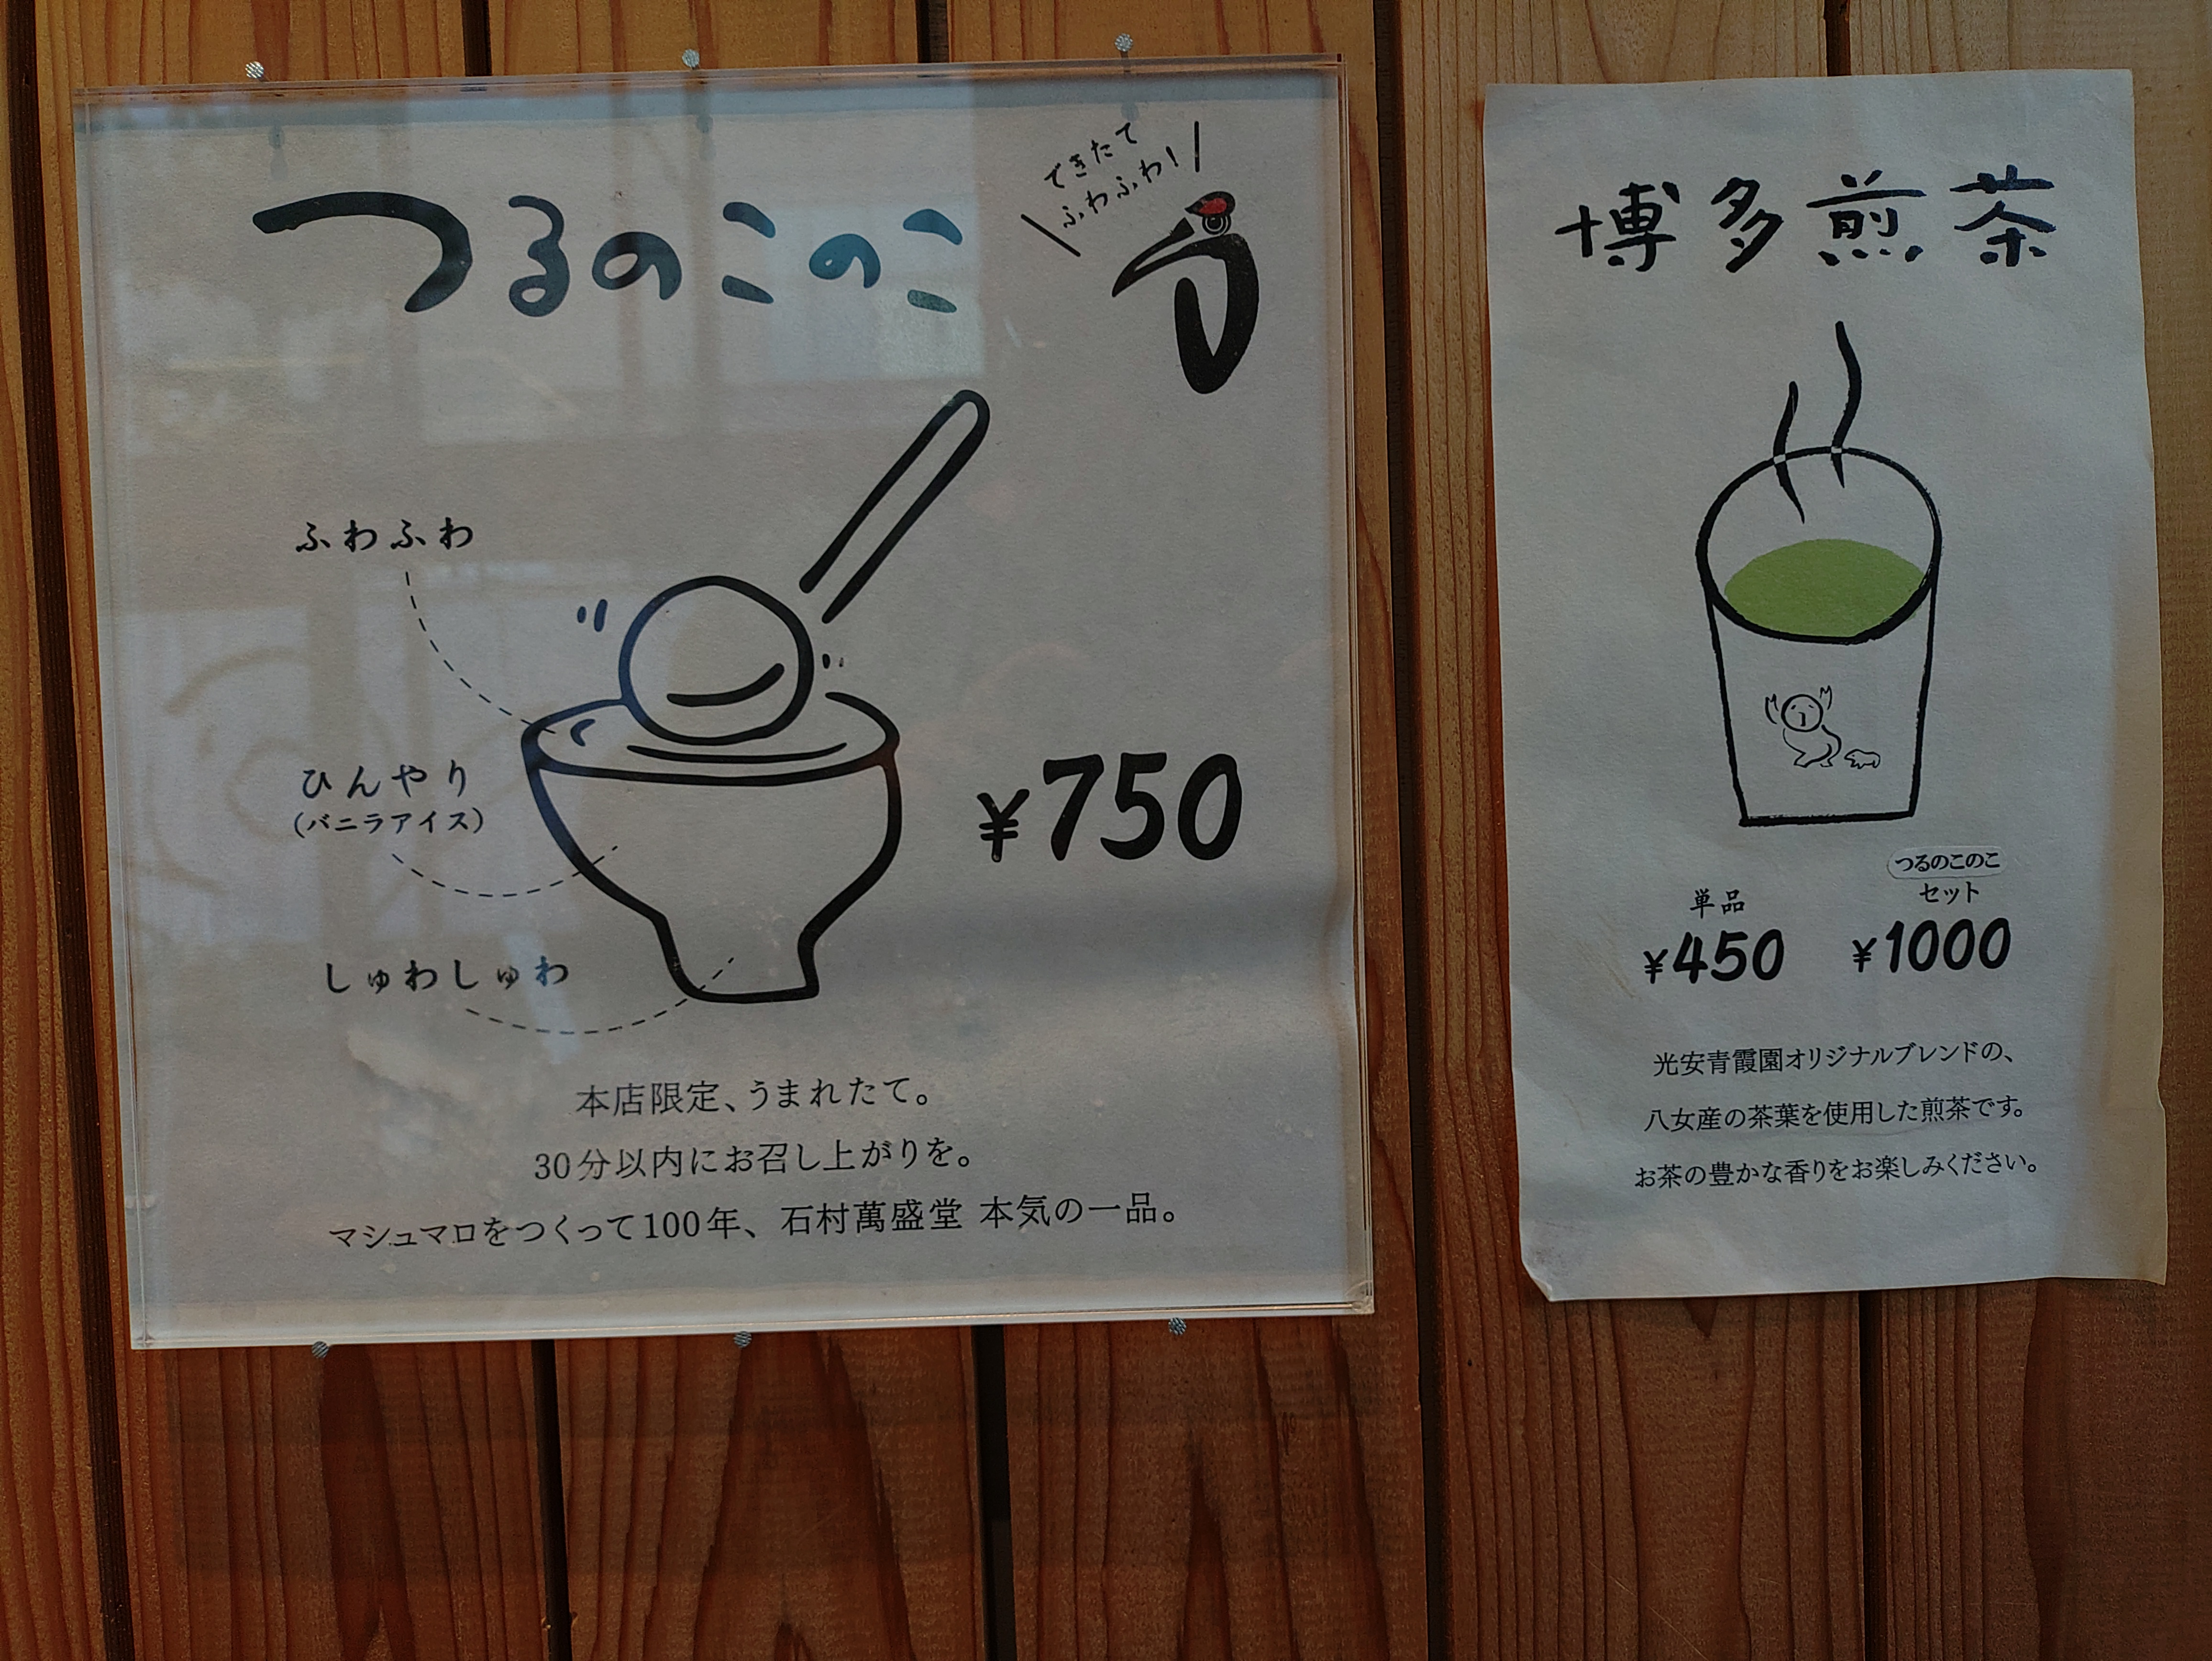 つるのこのこ
できたて
ふわふわ!
ふわふわ
ひんやり
(バニラアイス)
しゅわしゅわ
¥750
本店限定、うまれたて。
30分以内にお召し上がりを。
マシュマロをつくって100年、石村萬盛堂 本気の一品。
博多煎茶
単品
¥450
つるのこのこ
セット
¥1000
光安青霞園オリジナルブレンドの、
八女産の茶葉を使用した煎茶です。
お茶の豊かな香りをお楽しみください。